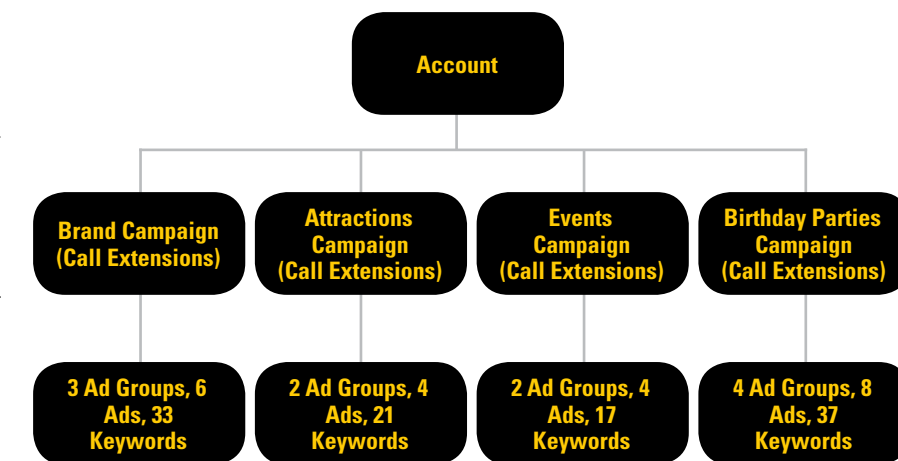 Account
Brand Campaign
(Call Extensions)
Attractions
Campaign
(Call Extensions)
Events
Campaign
(Call Extensions)
Birthday Parties
Campaign
(Call Extensions)
3 Ad Groups, 6
Ads, 33
Keywords
2 Ad Groups, 4
Ads, 21
Keywords
2 Ad Groups, 4
Ads, 17
Keywords
4 Ad Groups, 8
Ads, 37
Keywords